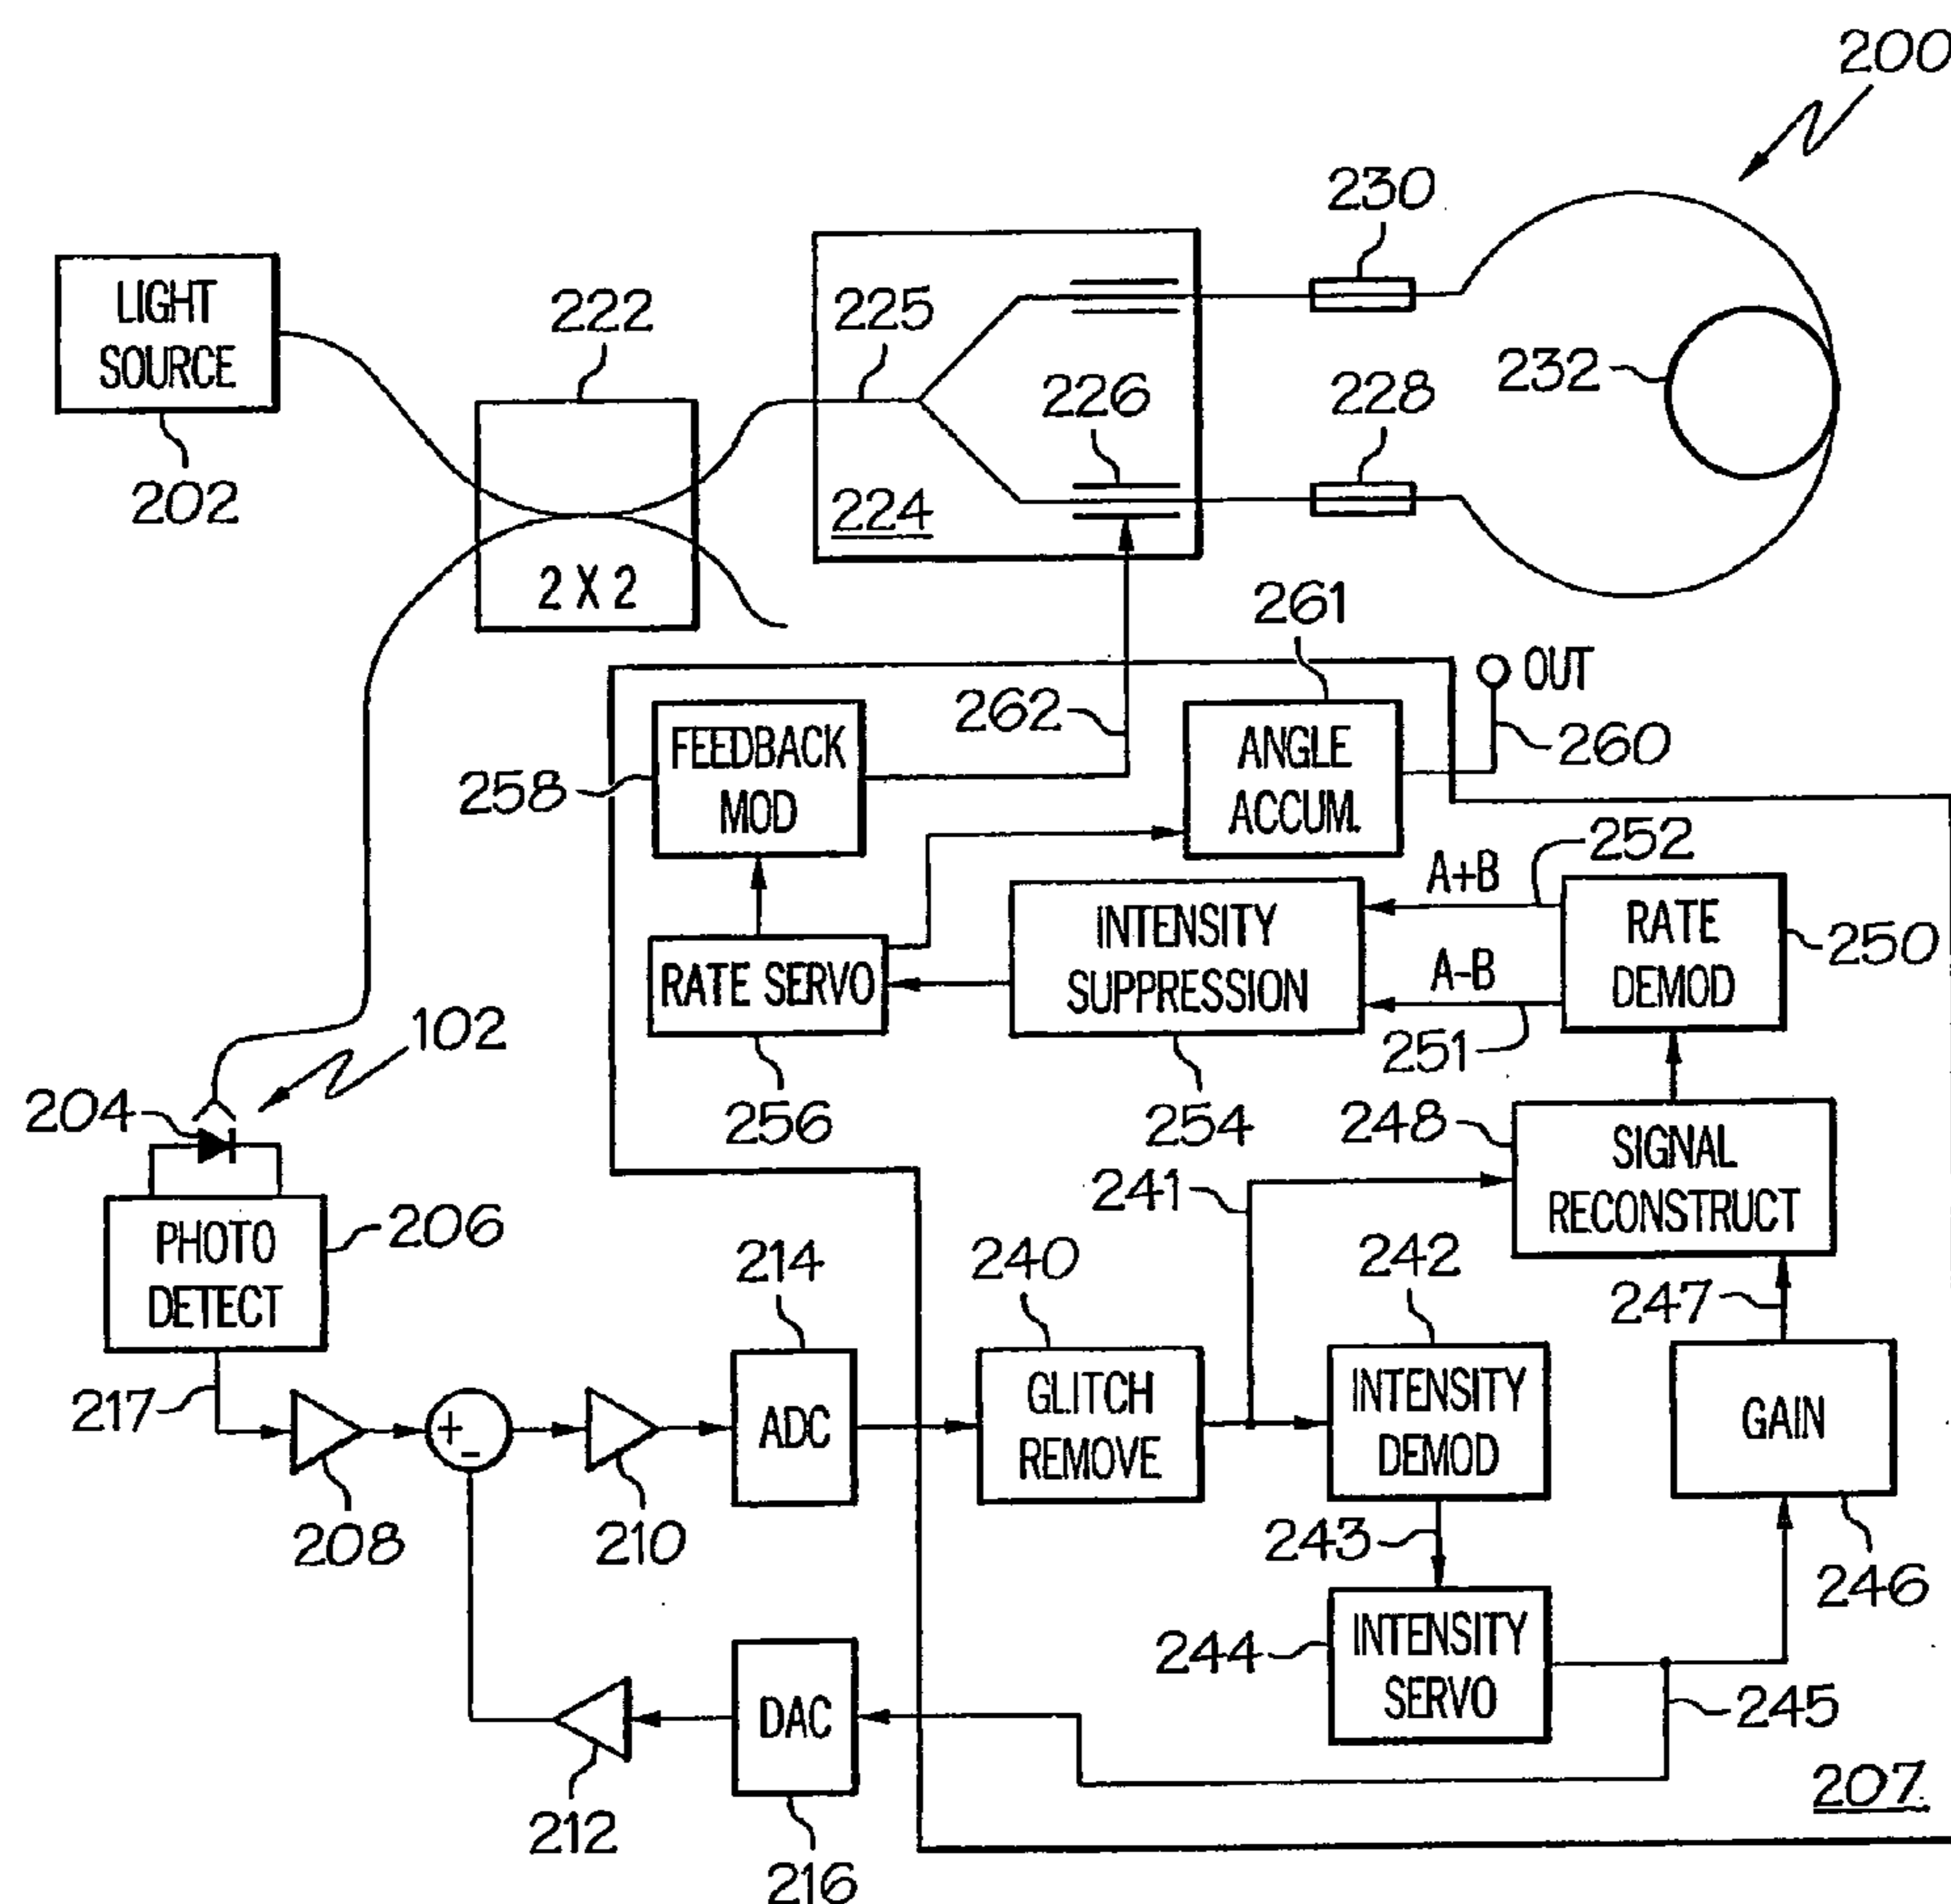 200
230
LIGHT
SOURCE
222
225
226
228
232
202
224
2 X 2
261
OUT
262
260
FEEDBACK
MOD
258
ANGLE
ACCUM.
252
A+B
INTENSITY
SUPPRESSION
RATE
DEMOD
250
A-B
RATE SERVO
251
102
204
256
254
248
SIGNAL
RECONSTRUCT
241
PHOTO
DETECT
206
214
240
242
247
217
+
-
ADC
GLITCH
REMOVE
INTENSITY
DEMOD
GAIN
208
210
243
246
244
INTENSITY
SERVO
245
DAC
212
216
207